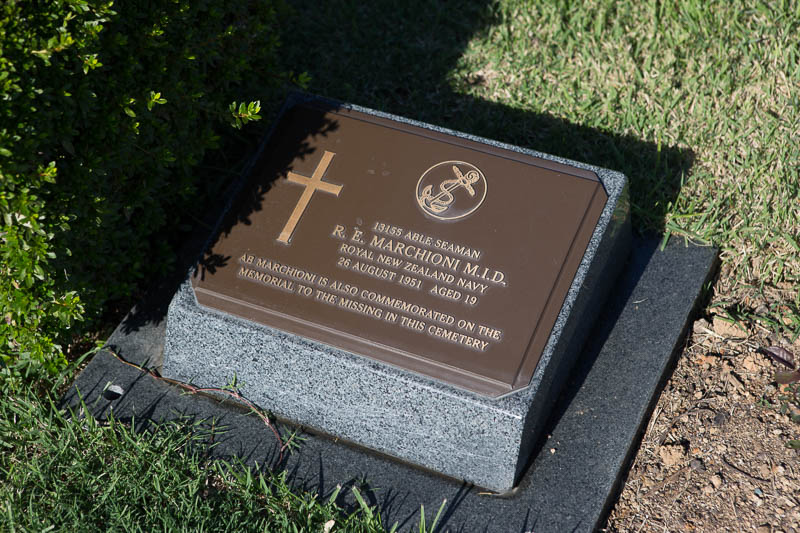 13155 ABLE SEAMAN
R. E. MARCHIONI M.I.D.
ROYAL NEW ZEALAND NAVY
26 AUGUST 1951 AGED 19
AB MARCHIONI IS ALSO COMMEMORATED ON THE
MEMORIAL TO THE MISSING IN THIS CEMETERY